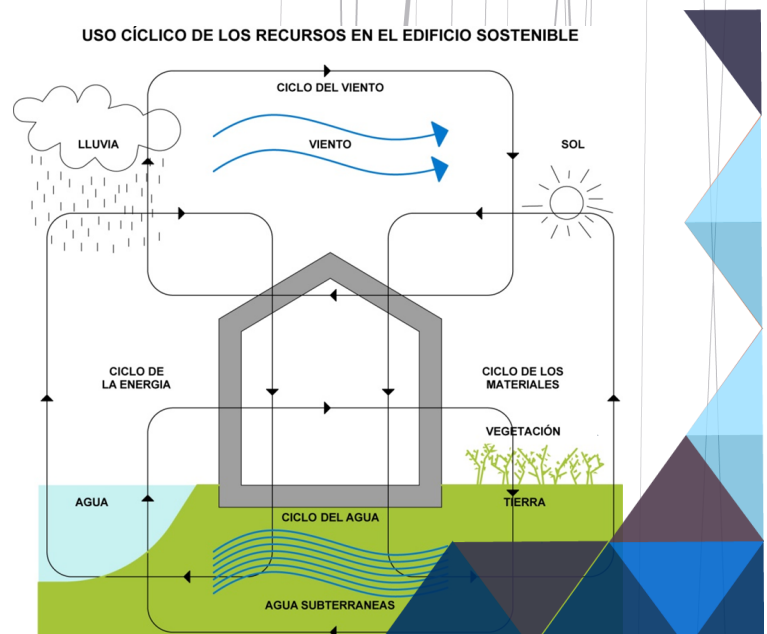 USO CÍCLICO DE LOS RECURSOS EN EL EDIFICIO SOSTENIBLE
CICLO DEL VIENTO
LLUVIA
VIENTO
SOL
CICLO DE
LA ENERGIA
CICLO DE LOS
MATERIALES
VEGETACIÓN
AGUA
TIERRA
CICLO DEL AGUA
AGUA SUBTERRANEAS